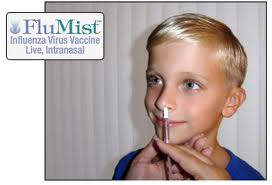 FluMist™
Influenza Virus Vaccine
Live, Intranasal